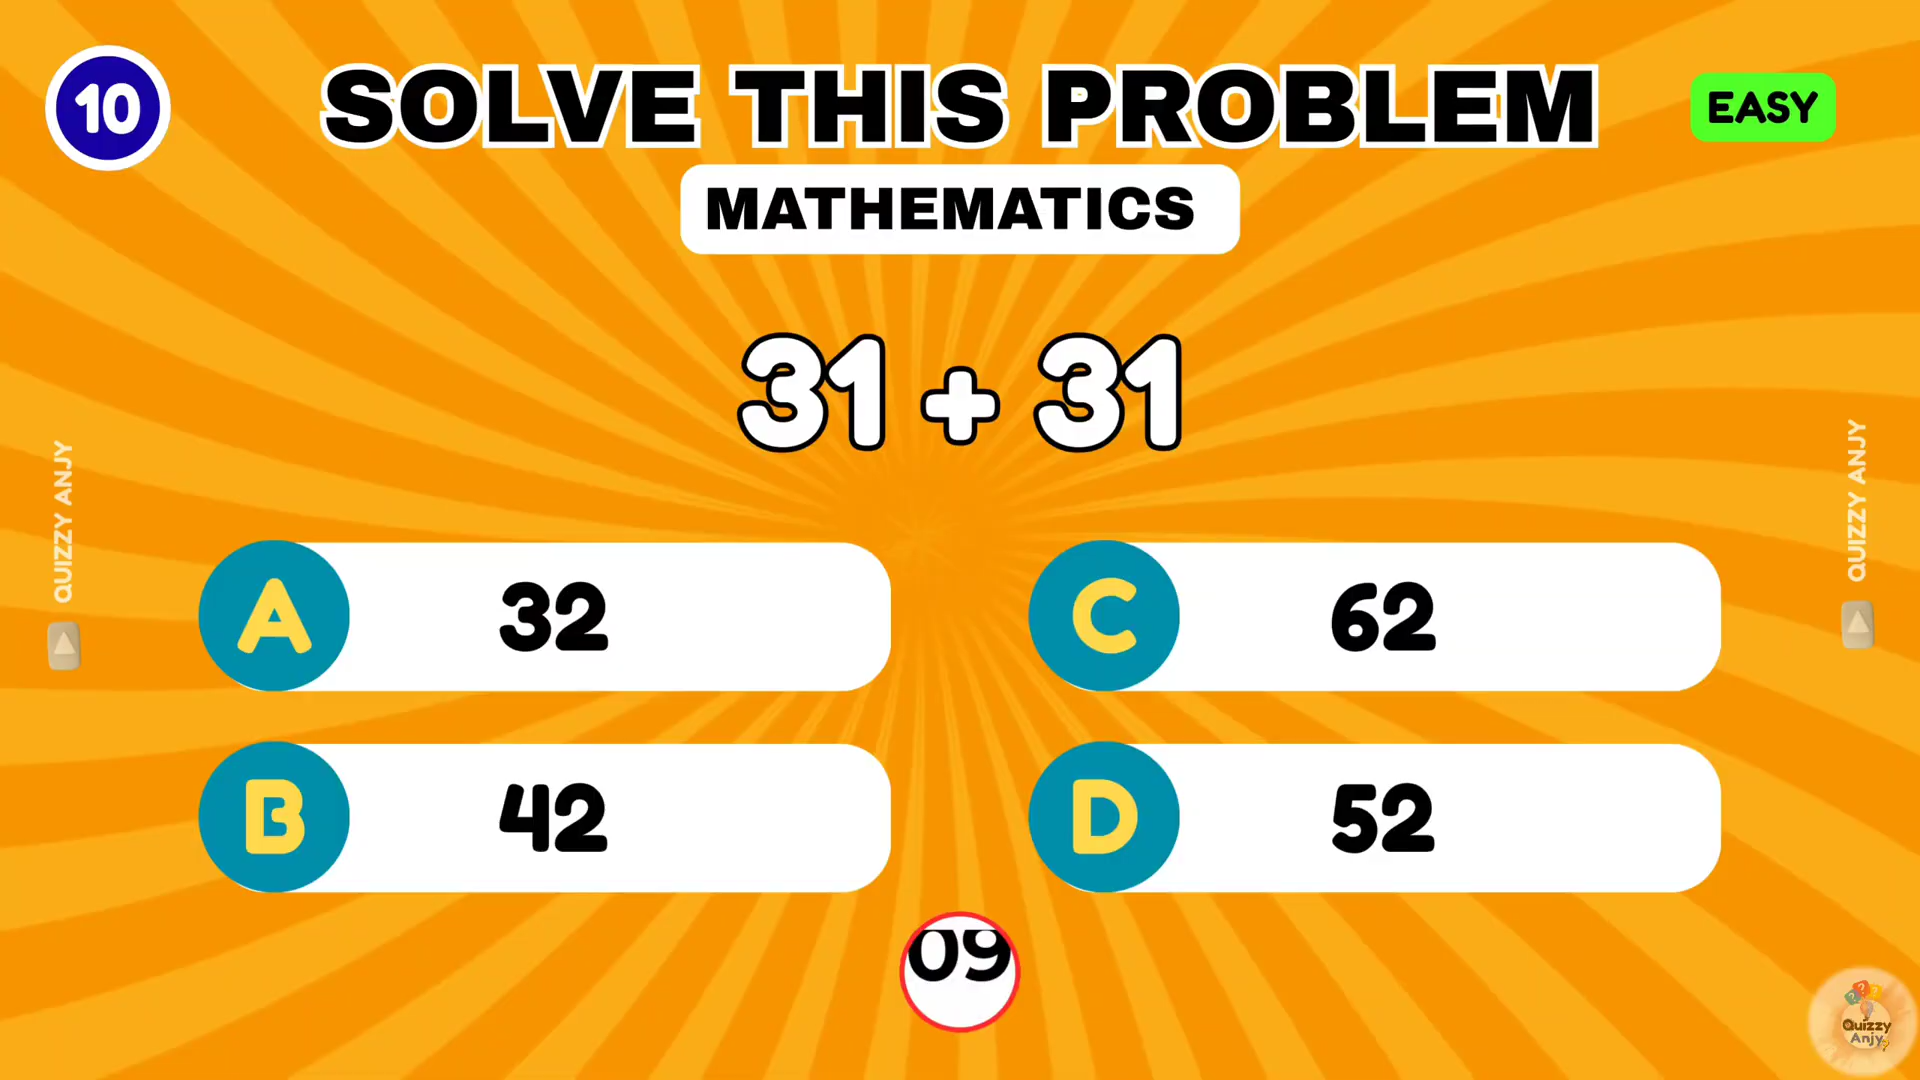 10
SOLVE THIS PROBLEM
EASY
MATHEMATICS
31 + 31
QUIZZY ANJY
QUIZZY ANJY
A 32
C 62
B 42
D 52
09
Quizzy
Anjy